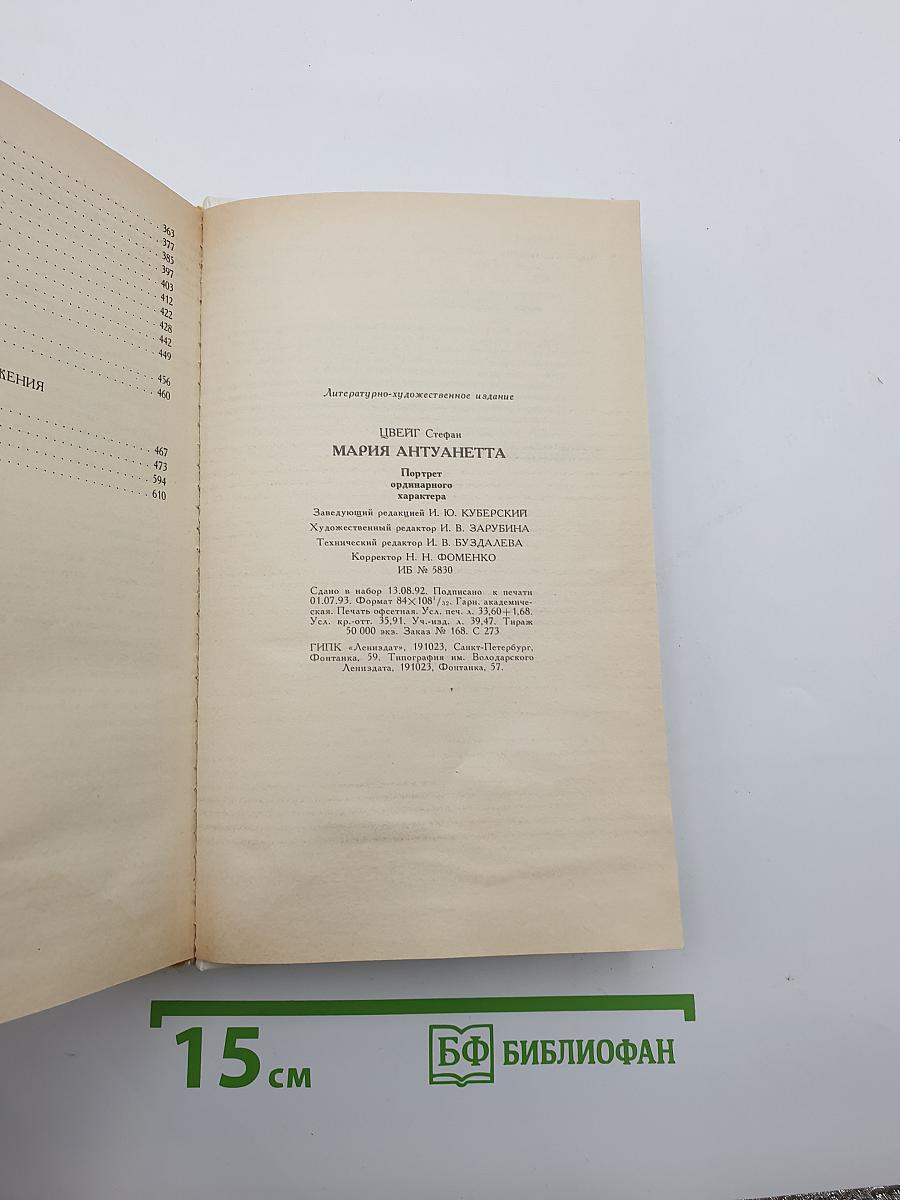 363
377
385
397
403
412
422
428
442
449
456
460
ЖЕНИЯ
467
473
594
610
Литературно-художественное издание
ЦВЕЙГ Стефан
МАРИЯ АНТУАНЕТТА
Портрет
ординарного
характера
Заведующий редакцией И. Ю. КУБЕРСКИЙ
Художественный редактор И. В. ЗАРУБИНА
Технический редактор И. В. БУЗДАЛЕВА
Корректор Н. Н. ФОМЕНКО
ИБ № 5830
Сдано в набор 13.08.92. Подписано к печати
01.07.93. Формат 84×108¹/₃₂. Гарн. академиче-
ская. Печать офсетная. Усл. печ. л. 33,60+1,68.
Усл. кр.-отт. 35,91. Уч.-изд. л. 39,47. Тираж
50 000 экз. Заказ № 168. С 273
ГИПК «Лениздат», 191023, Санкт-Петербург,
Фонтанка, 59. Типография им. Володарского
Лениздата, 191023, Фонтанка, 57.
15 см
БФ БИБЛИОФАН